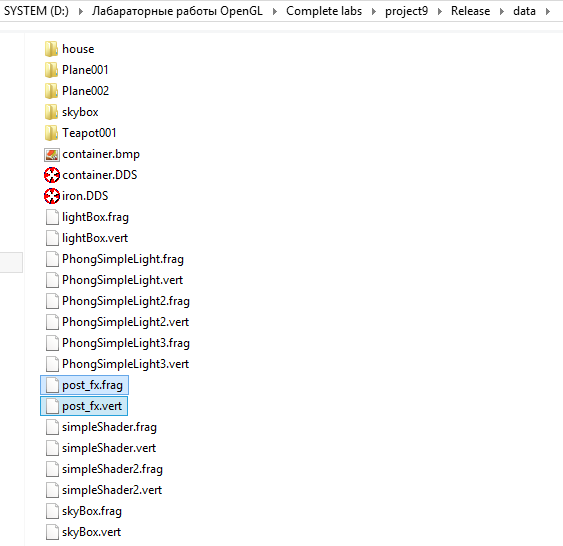 SYSTEM (D:) ▸ Лабараторные работы OpenGL ▸ Complete labs ▸ project9 ▸ Release ▸ data ▸
house
Plane001
Plane002
skybox
Teapot001
container.bmp
container.DDS
iron.DDS
lightBox.frag
lightBox.vert
PhongSimpleLight.frag
PhongSimpleLight.vert
PhongSimpleLight2.frag
PhongSimpleLight2.vert
PhongSimpleLight3.frag
PhongSimpleLight3.vert
post_fx.frag
post_fx.vert
simpleShader.frag
simpleShader.vert
simpleShader2.frag
simpleShader2.vert
skyBox.frag
skyBox.vert